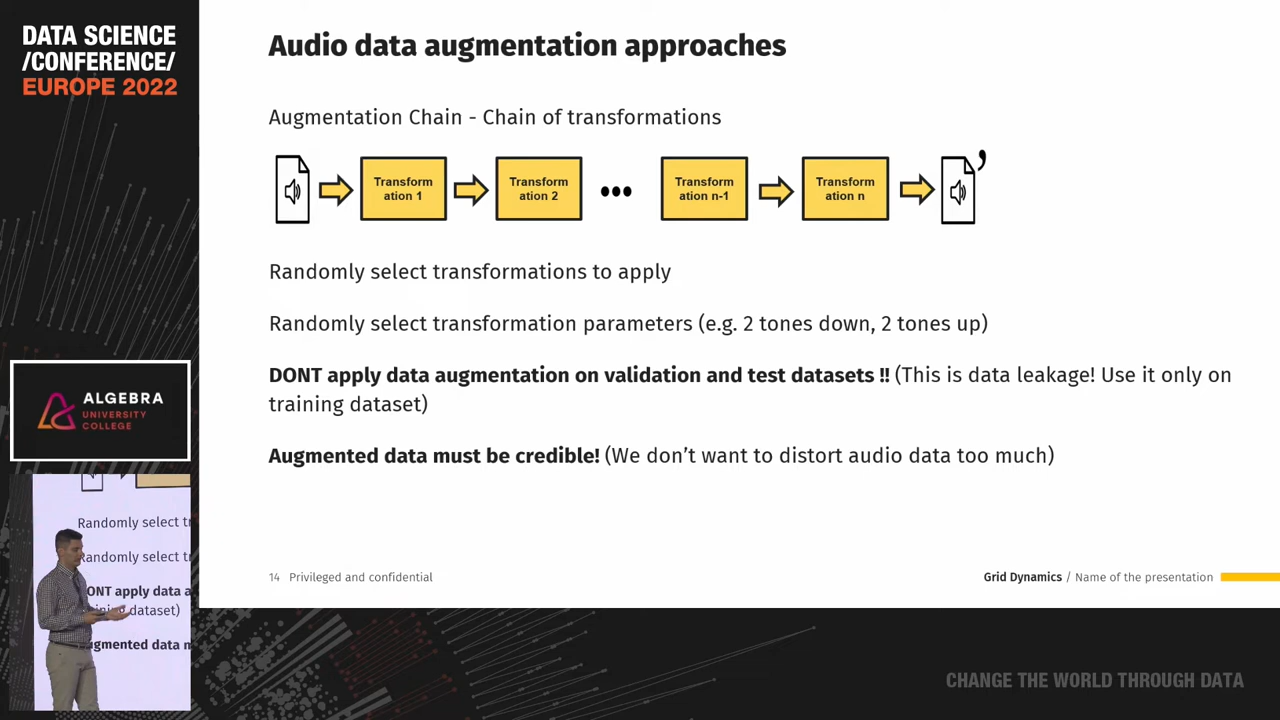 DATA SCIENCE
/CONFERENCE/
EUROPE 2022
Audio data augmentation approaches
Augmentation Chain - Chain of transformations
Transform
ation 1
Transform
ation 2
•••
Transform
ation n-1
Transform
ation n
,
Randomly select transformations to apply
Randomly select transformation parameters (e.g. 2 tones down, 2 tones up)
DONT apply data augmentation on validation and test datasets !! (This is data leakage! Use it only on
training dataset)
Augmented data must be credible! (We don’t want to distort audio data too much)
14 Privileged and confidential
Grid Dynamics / Name of the presentation
ALGEBRA
UNIVERSITY
COLLEGE
Randomly select tr
Randomly select tr
ONT apply data a
dataset)
ugmented data m
CHANGE THE WORLD THROUGH DATA